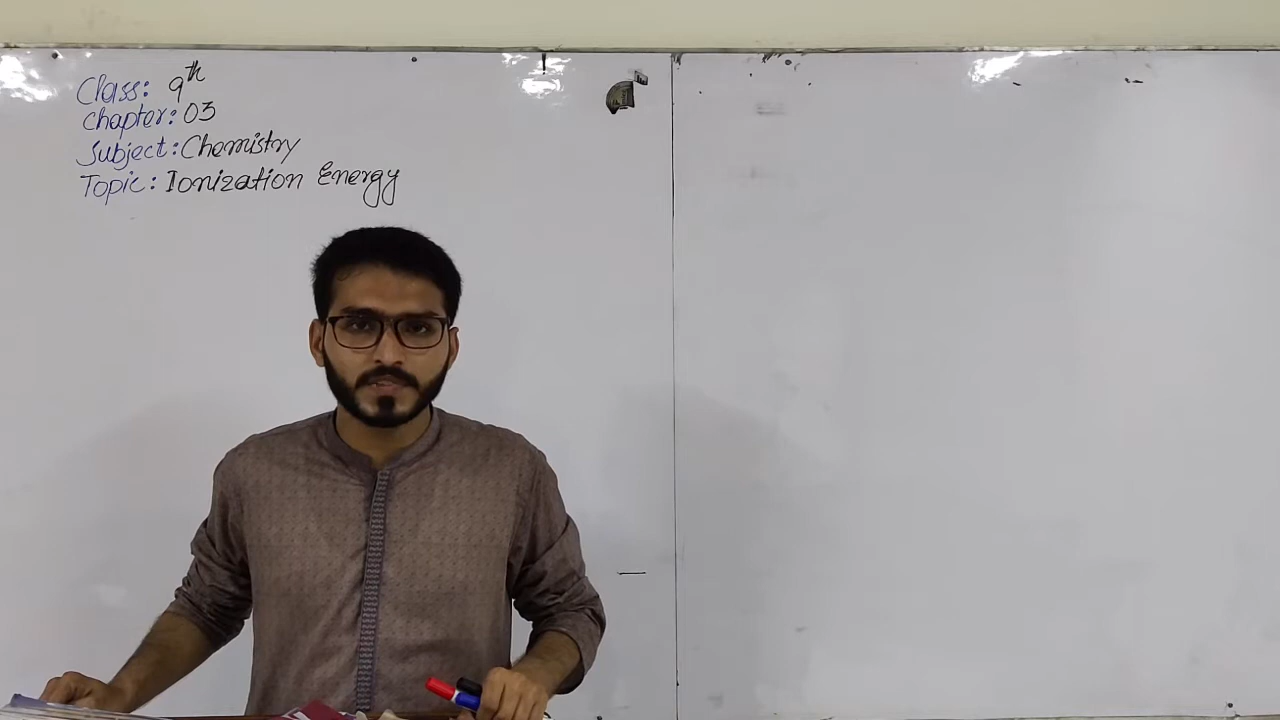 Class: 9th
Chapter: 03
Subject: Chemistry
Topic: Ionization Energy